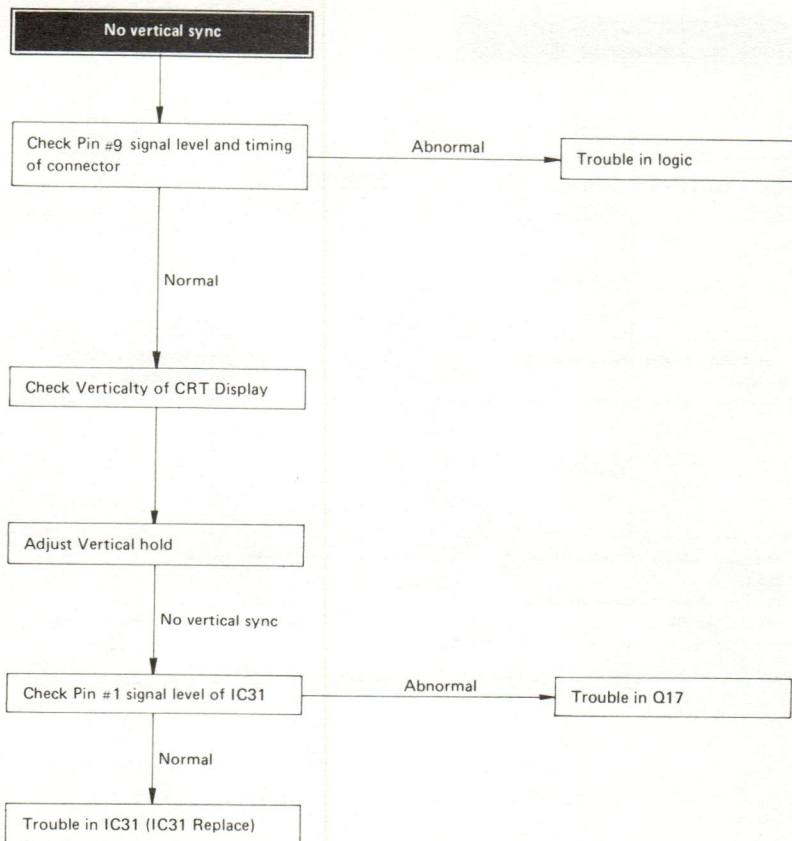 No vertical sync
Check Pin #9 signal level and timing
of connector
Abnormal
Trouble in logic
Normal
Check Verticalty of CRT Display
Adjust Vertical hold
No vertical sync
Check Pin #1 signal level of IC31
Abnormal
Trouble in Q17
Normal
Trouble in IC31 (IC31 Replace)